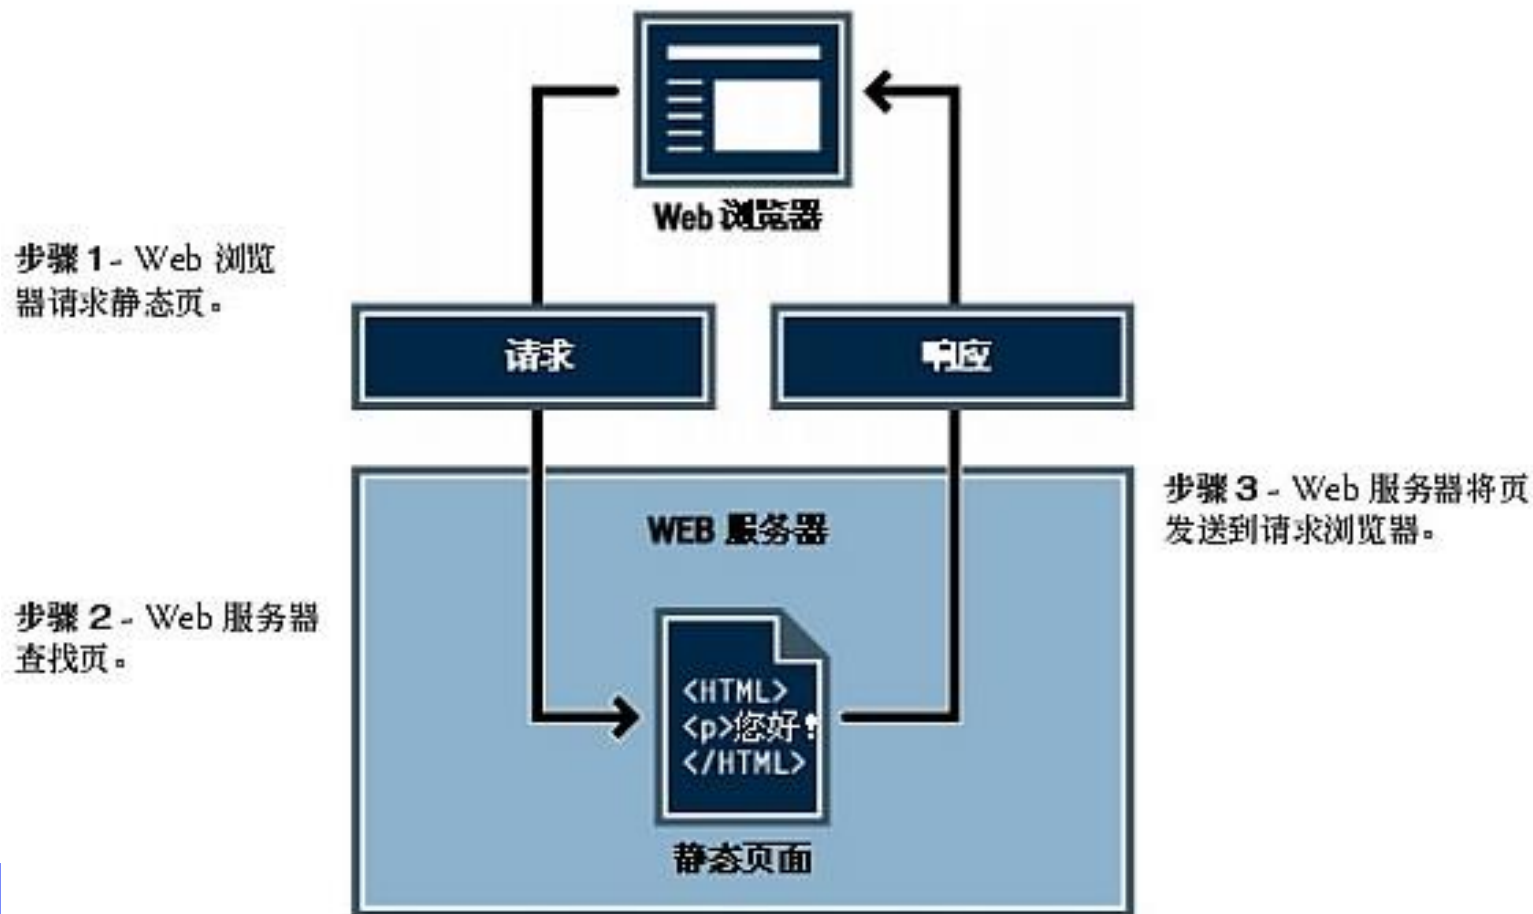 Web 浏览器
步骤 1 - Web 浏览
器请求静态页。
请求
响应
WEB 服务器
步骤 3 - Web 服务器将页
发送到请求浏览器。
步骤 2 - Web 服务器
查找页。
<HTML>
<p>您好!
</HTML>
静态页面